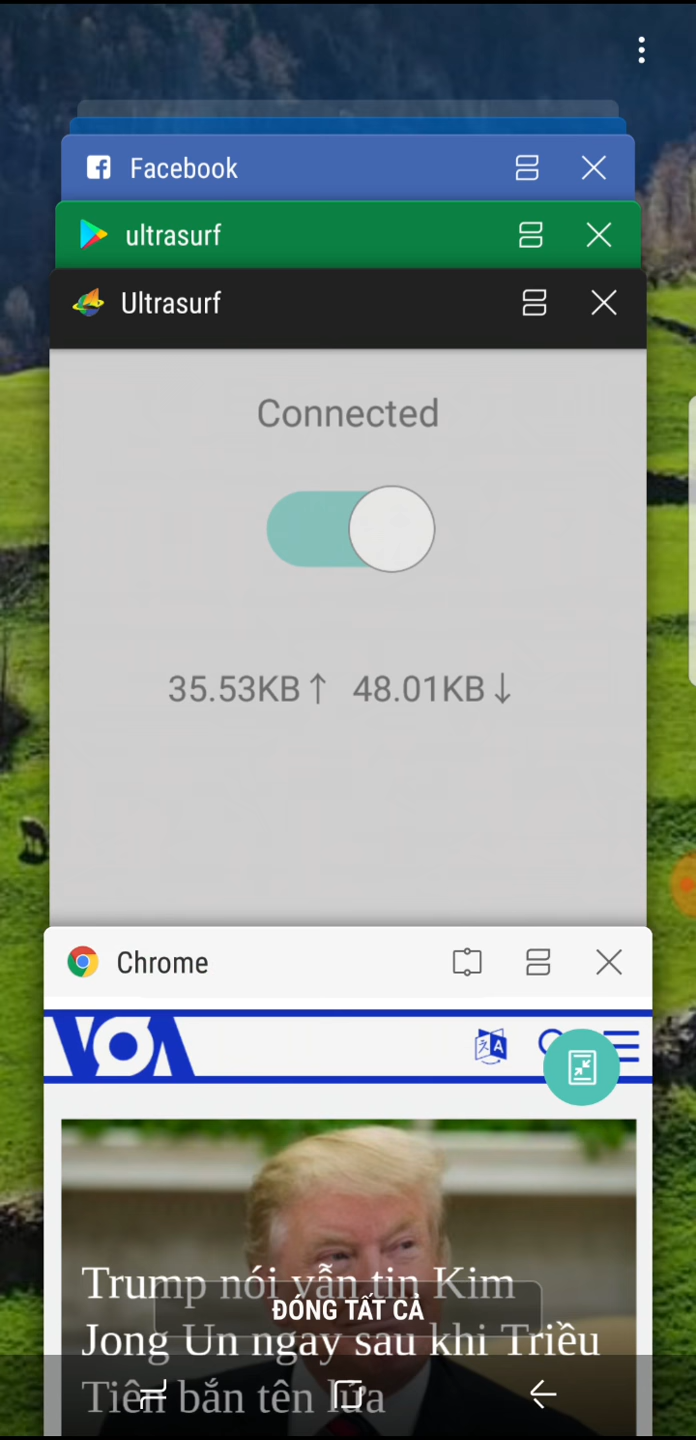 Facebook
ultrasurf
Ultrasurf
Connected
35.53KB↑ 48.01KB↓
Chrome
VOA
文 A
Trump nói vẫn tin Kim
ĐÓNG TẤT CẢ
Jong Un ngay sau khi Triều
Tiên bắn tên lửa